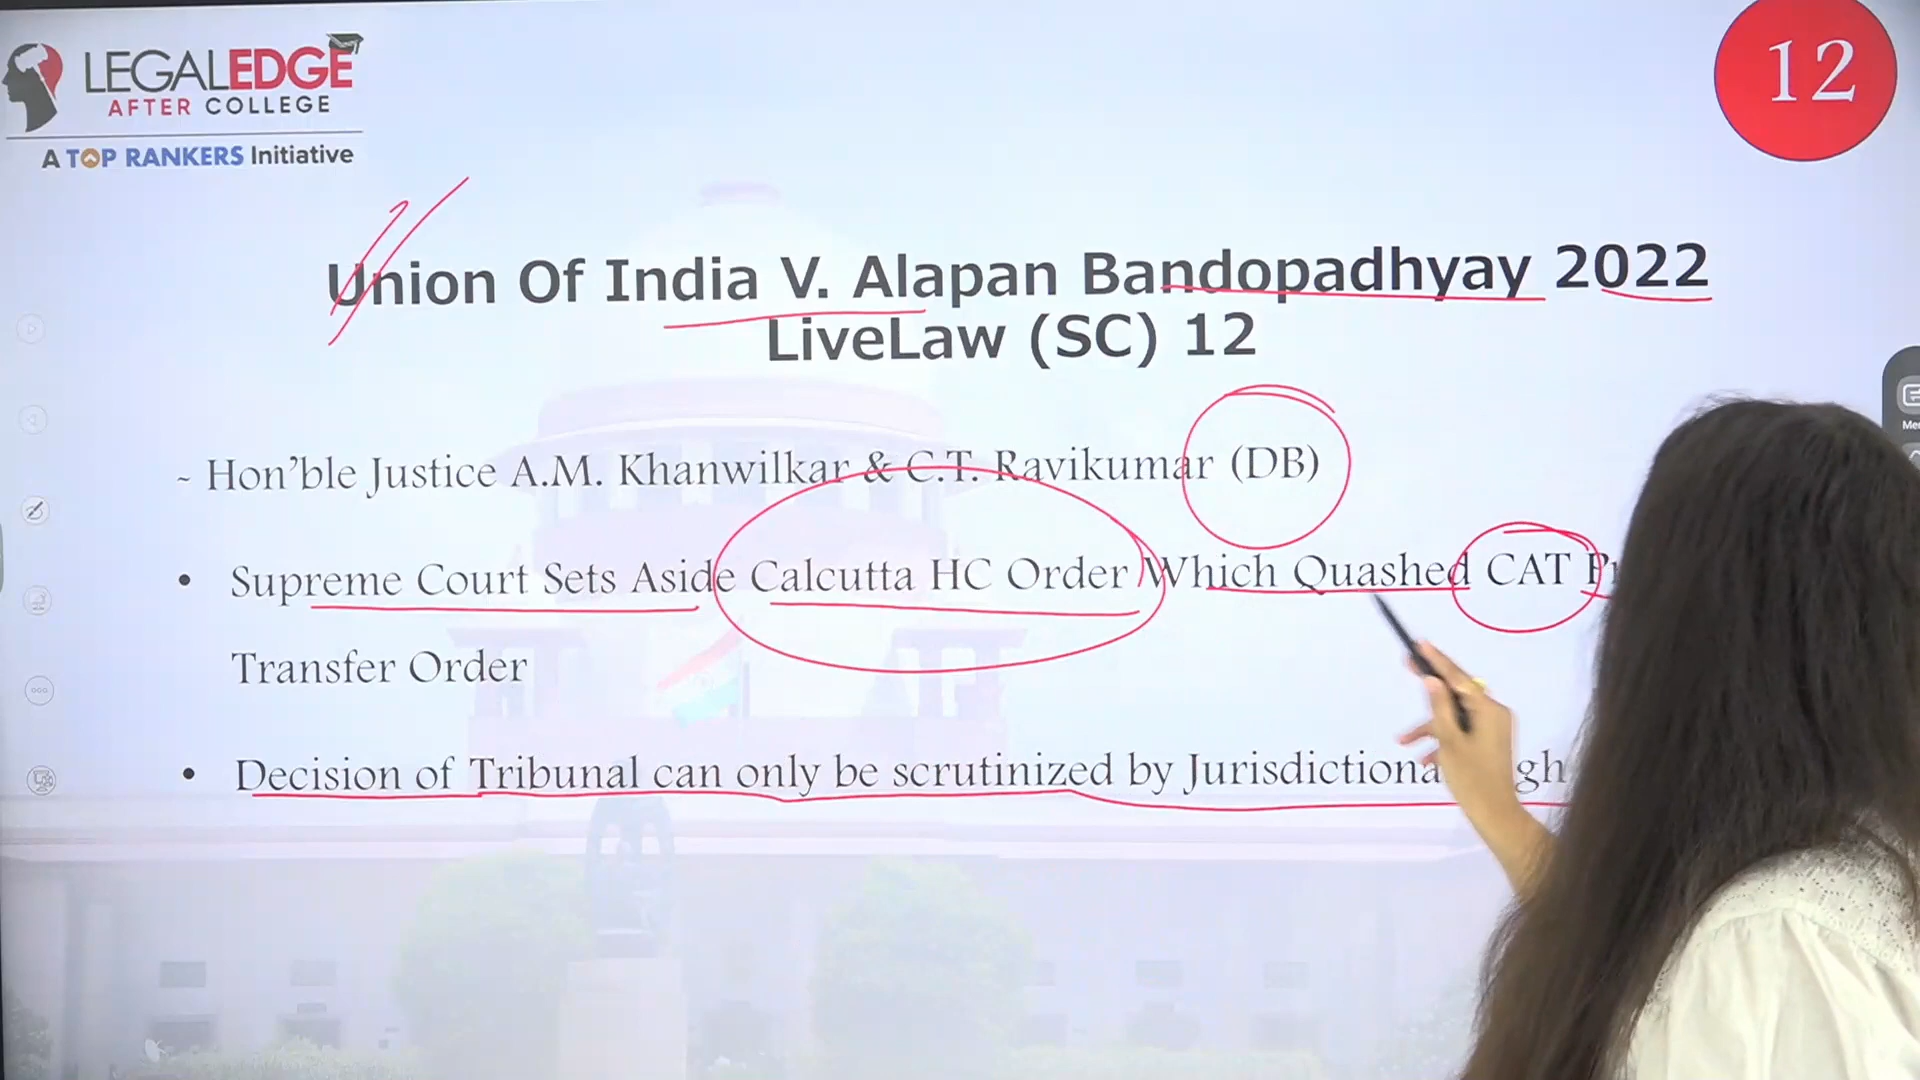 LEGALEDGE
AFTER COLLEGE
A TOP RANKERS Initiative
12
Union Of India V. Alapan Bandopadhyay 2022
LiveLaw (SC) 12
~ Hon'ble Justice A.M. Khanwilkar & C.T. Ravikumar (DB)
• Supreme Court Sets Aside Calcutta HC Order Which Quashed CAT
Transfer Order
• Decision of Tribunal can only be scrutinized by